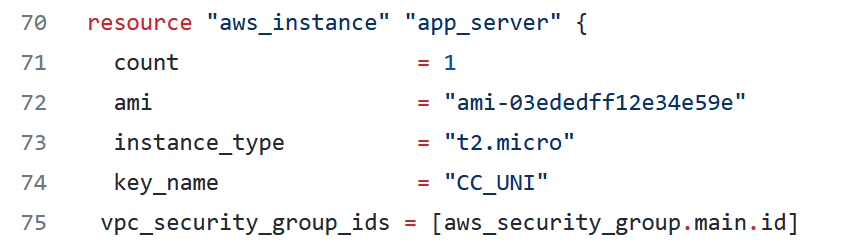 70 resource "aws_instance" "app_server" {
71 count = 1
72 ami = "ami-03ededff12e34e59e"
73 instance_type = "t2.micro"
74 key_name = "CC_UNI"
75 vpc_security_group_ids = [aws_security_group.main.id]